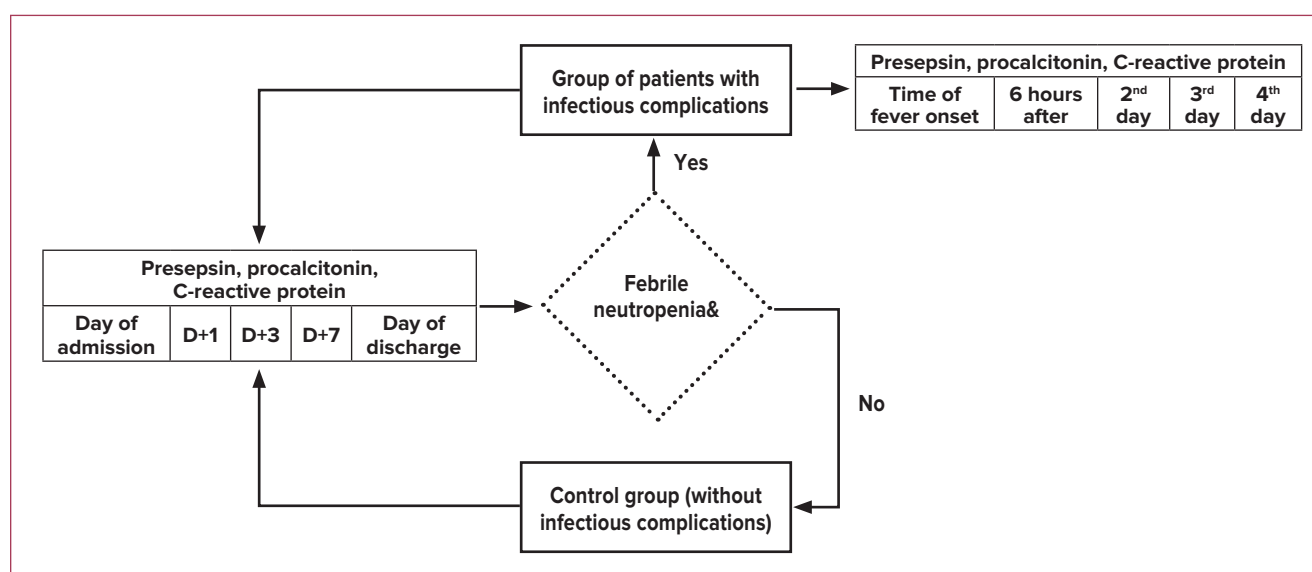 Group of patients with
infectious complications
Presepsin, procalcitonin, C-reactive protein
Time of
fever onset
6 hours
after
2nd
day
3rd
day
4th
day
Yes
Presepsin, procalcitonin,
C-reactive protein
Day of
admission
D+1
D+3
D+7
Day of
discharge
Febrile
neutropenia&
No
Control group (without
infectious complications)